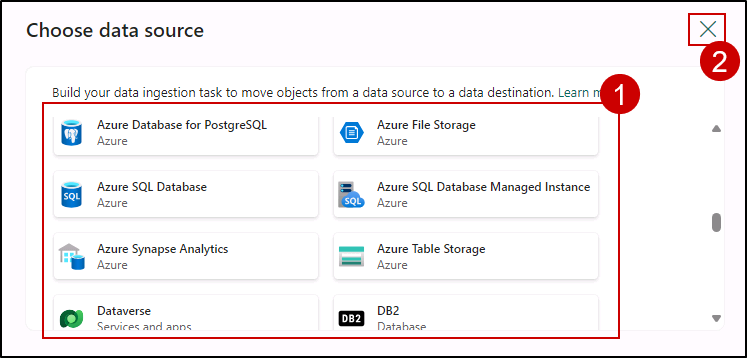 Choose data source
2
Build your data ingestion task to move objects from a data source to a data destination. Learn
1
Azure Database for PostgreSQL
Azure
Azure File Storage
Azure
SQL
Azure SQL Database
Azure
SQL
Azure SQL Database Managed Instance
Azure
Azure Synapse Analytics
Azure
Azure Table Storage
Azure
Dataverse
Services and apps
DB2
DB2
Database